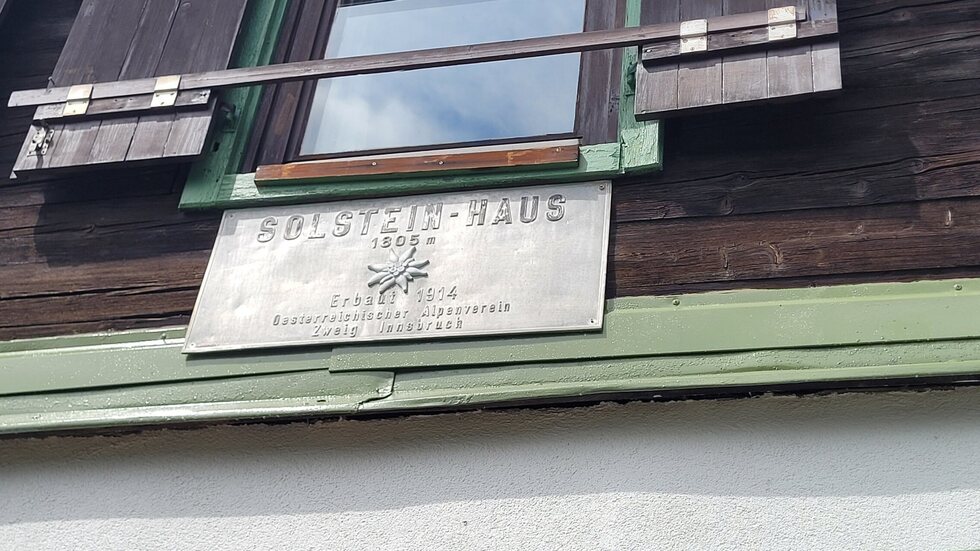 SOLSTEIN-HAUS
1805 m
Erbaut 1914
Oesterreichischer Alpenverein
Zweig Innsbruck